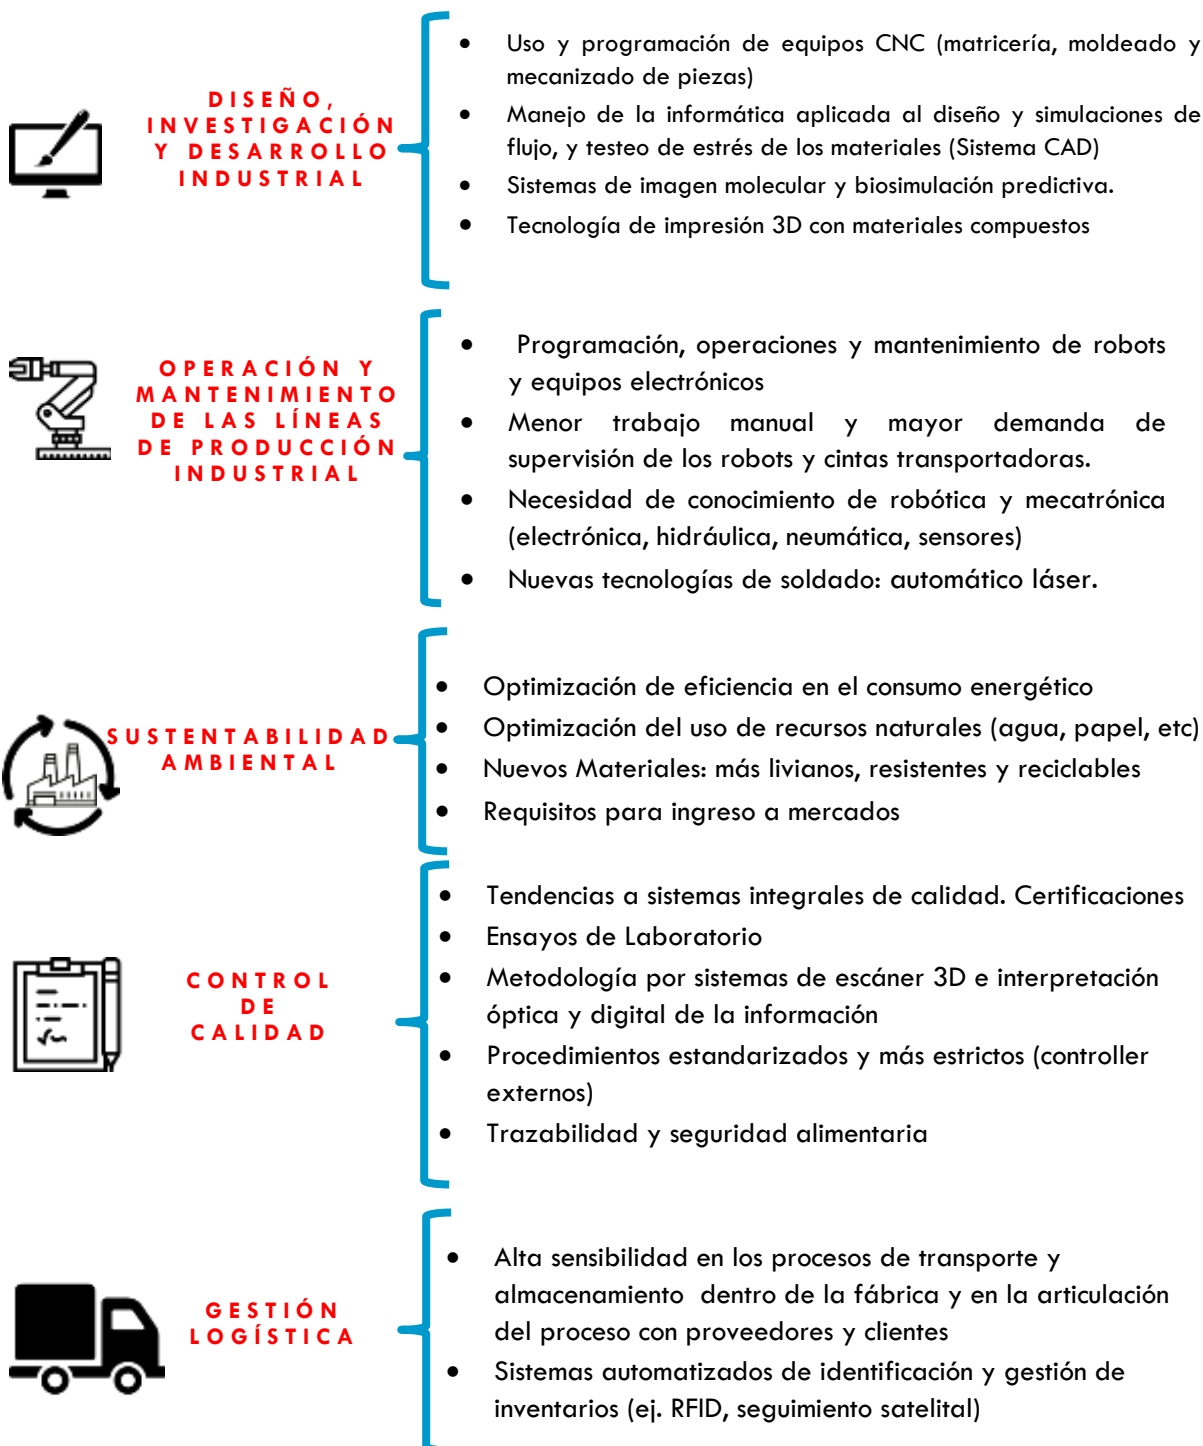 DISEÑO,
INVESTIGACIÓN
Y DESARROLLO
INDUSTRIAL
• Uso y programación de equipos CNC (matricería, moldeado y
mecanizado de piezas)
• Manejo de la informática aplicada al diseño y simulaciones de
flujo, y testeo de estrés de los materiales (Sistema CAD)
• Sistemas de imagen molecular y biosimulación predictiva.
• Tecnología de impresión 3D con materiales compuestos
OPERACIÓN Y
MANTENIMIENTO
DE LAS LÍNEAS
DE PRODUCCIÓN
INDUSTRIAL
• Programación, operaciones y mantenimiento de robots
y equipos electrónicos
• Menor trabajo manual y mayor demanda de
supervisión de los robots y cintas transportadoras.
• Necesidad de conocimiento de robótica y mecatrónica
(electrónica, hidráulica, neumática, sensores)
• Nuevas tecnologías de soldado: automático láser.
SUSTENTABILIDAD
AMBIENTAL
• Optimización de eficiencia en el consumo energético
• Optimización del uso de recursos naturales (agua, papel, etc)
• Nuevos Materiales: más livianos, resistentes y reciclables
• Requisitos para ingreso a mercados
CONTROL
DE
CALIDAD
• Tendencias a sistemas integrales de calidad. Certificaciones
• Ensayos de Laboratorio
• Metodología por sistemas de escáner 3D e interpretación
óptica y digital de la información
• Procedimientos estandarizados y más estrictos (controller
externos)
• Trazabilidad y seguridad alimentaria
GESTIÓN
LOGÍSTICA
• Alta sensibilidad en los procesos de transporte y
almacenamiento dentro de la fábrica y en la articulación
del proceso con proveedores y clientes
• Sistemas automatizados de identificación y gestión de
inventarios (ej. RFID, seguimiento satelital)